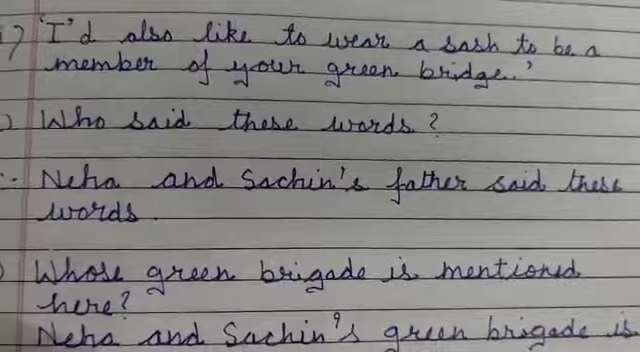 i) 'I'd also like to wear a sash to be a
member of your green bridge.'
) Who said these words?
:- Neha and Sachin's father said these
words.
) Whose green brigade is mentioned
here?
Neha and Sachin's green brigade is